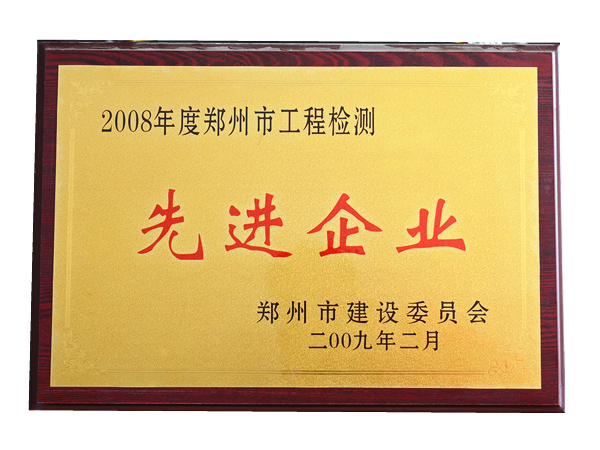 2008年度郑州市工程检测
先进企业
郑州市建设委员会
二00九年二月